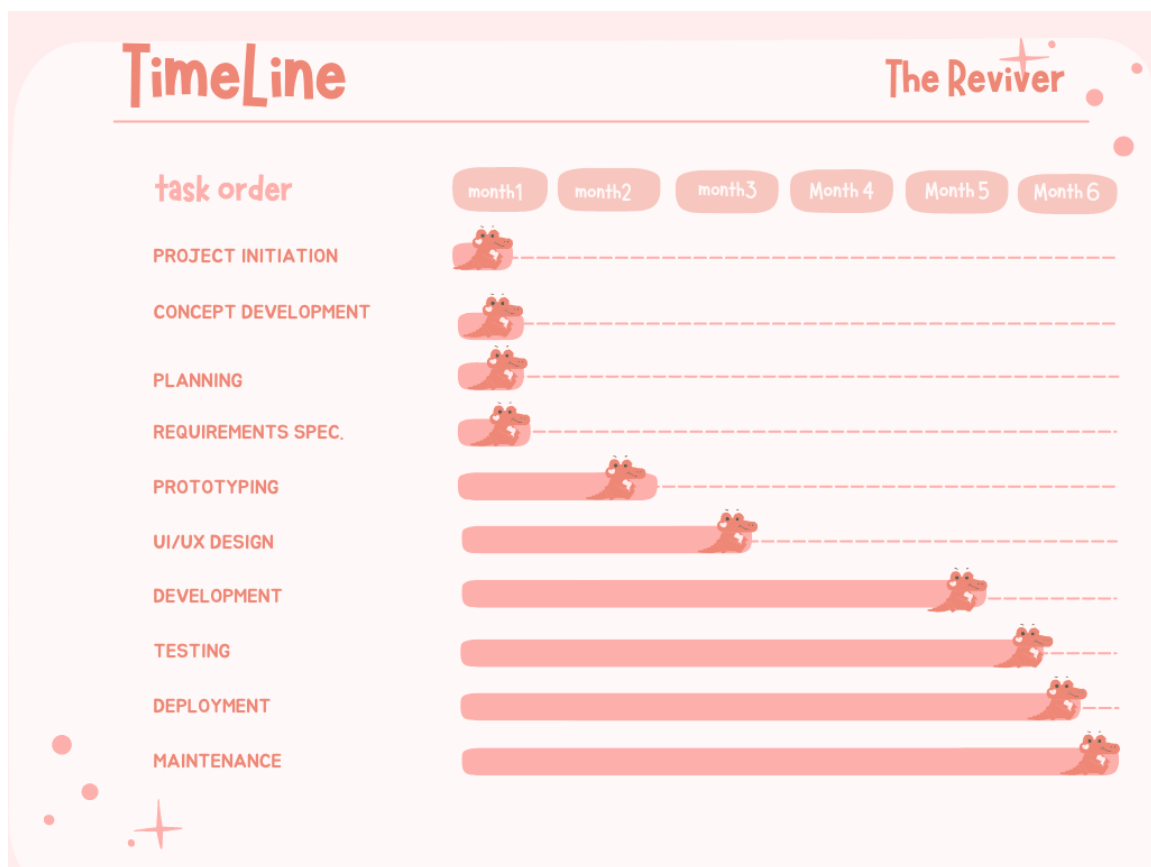 TimeLine
The Reviver
task order
month1 month2 month3 Month 4 Month 5 Month 6
PROJECT INITIATION
CONCEPT DEVELOPMENT
PLANNING
REQUIREMENTS SPEC.
PROTOTYPING
UI/UX DESIGN
DEVELOPMENT
TESTING
DEPLOYMENT
MAINTENANCE